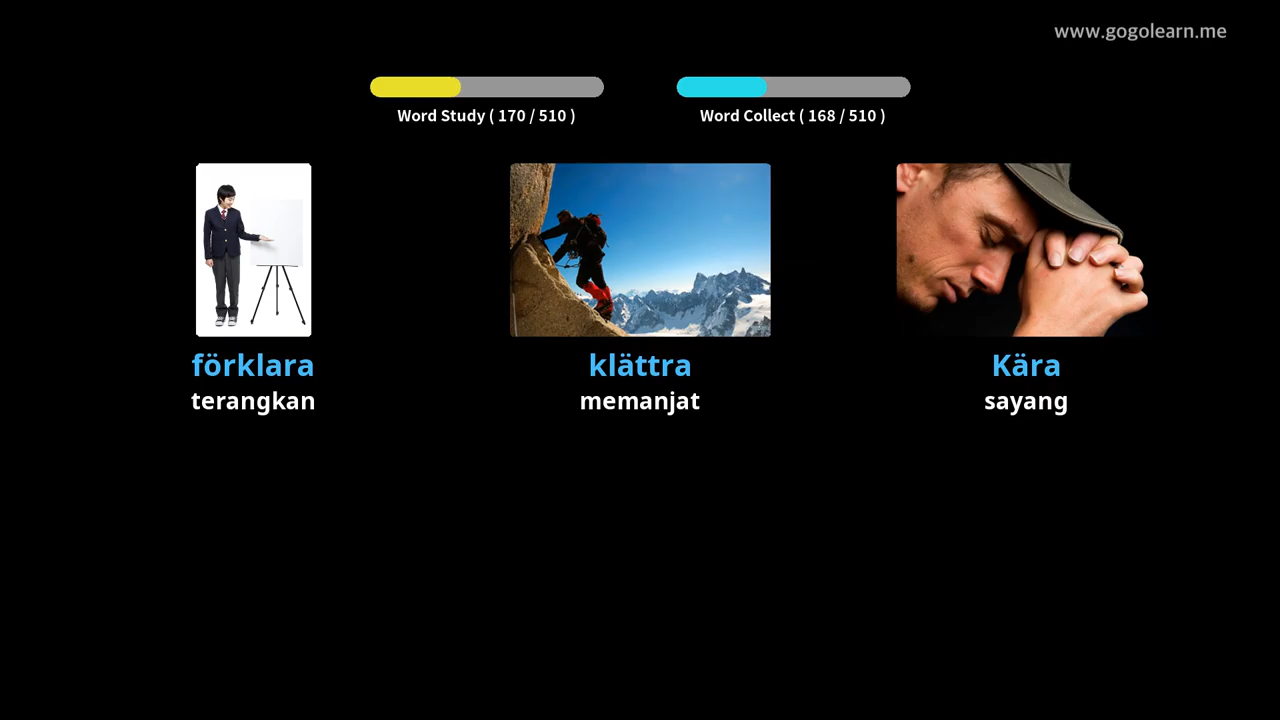 www.gogolearn.me
Word Study ( 170 / 510 )
Word Collect ( 168 / 510 )
förklara
terangkan
klättra
memanjat
Kära
sayang